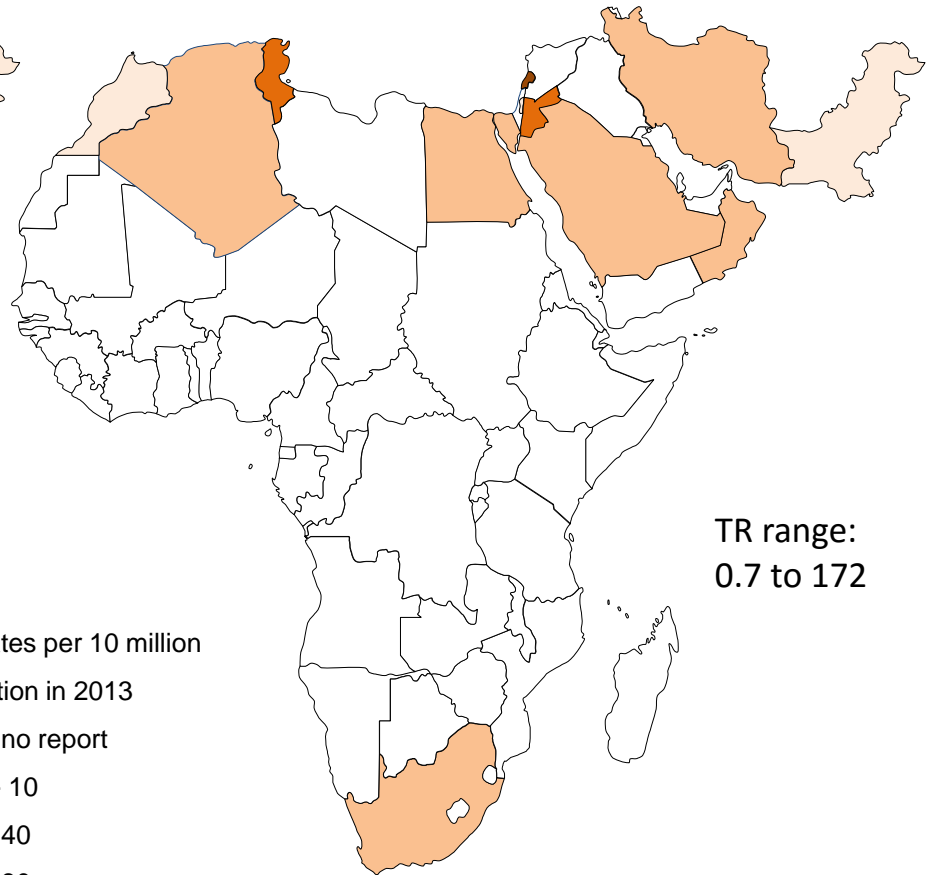 TR range:
0.7 to 172
tes per 10 million
tion in 2013
no report
10
40